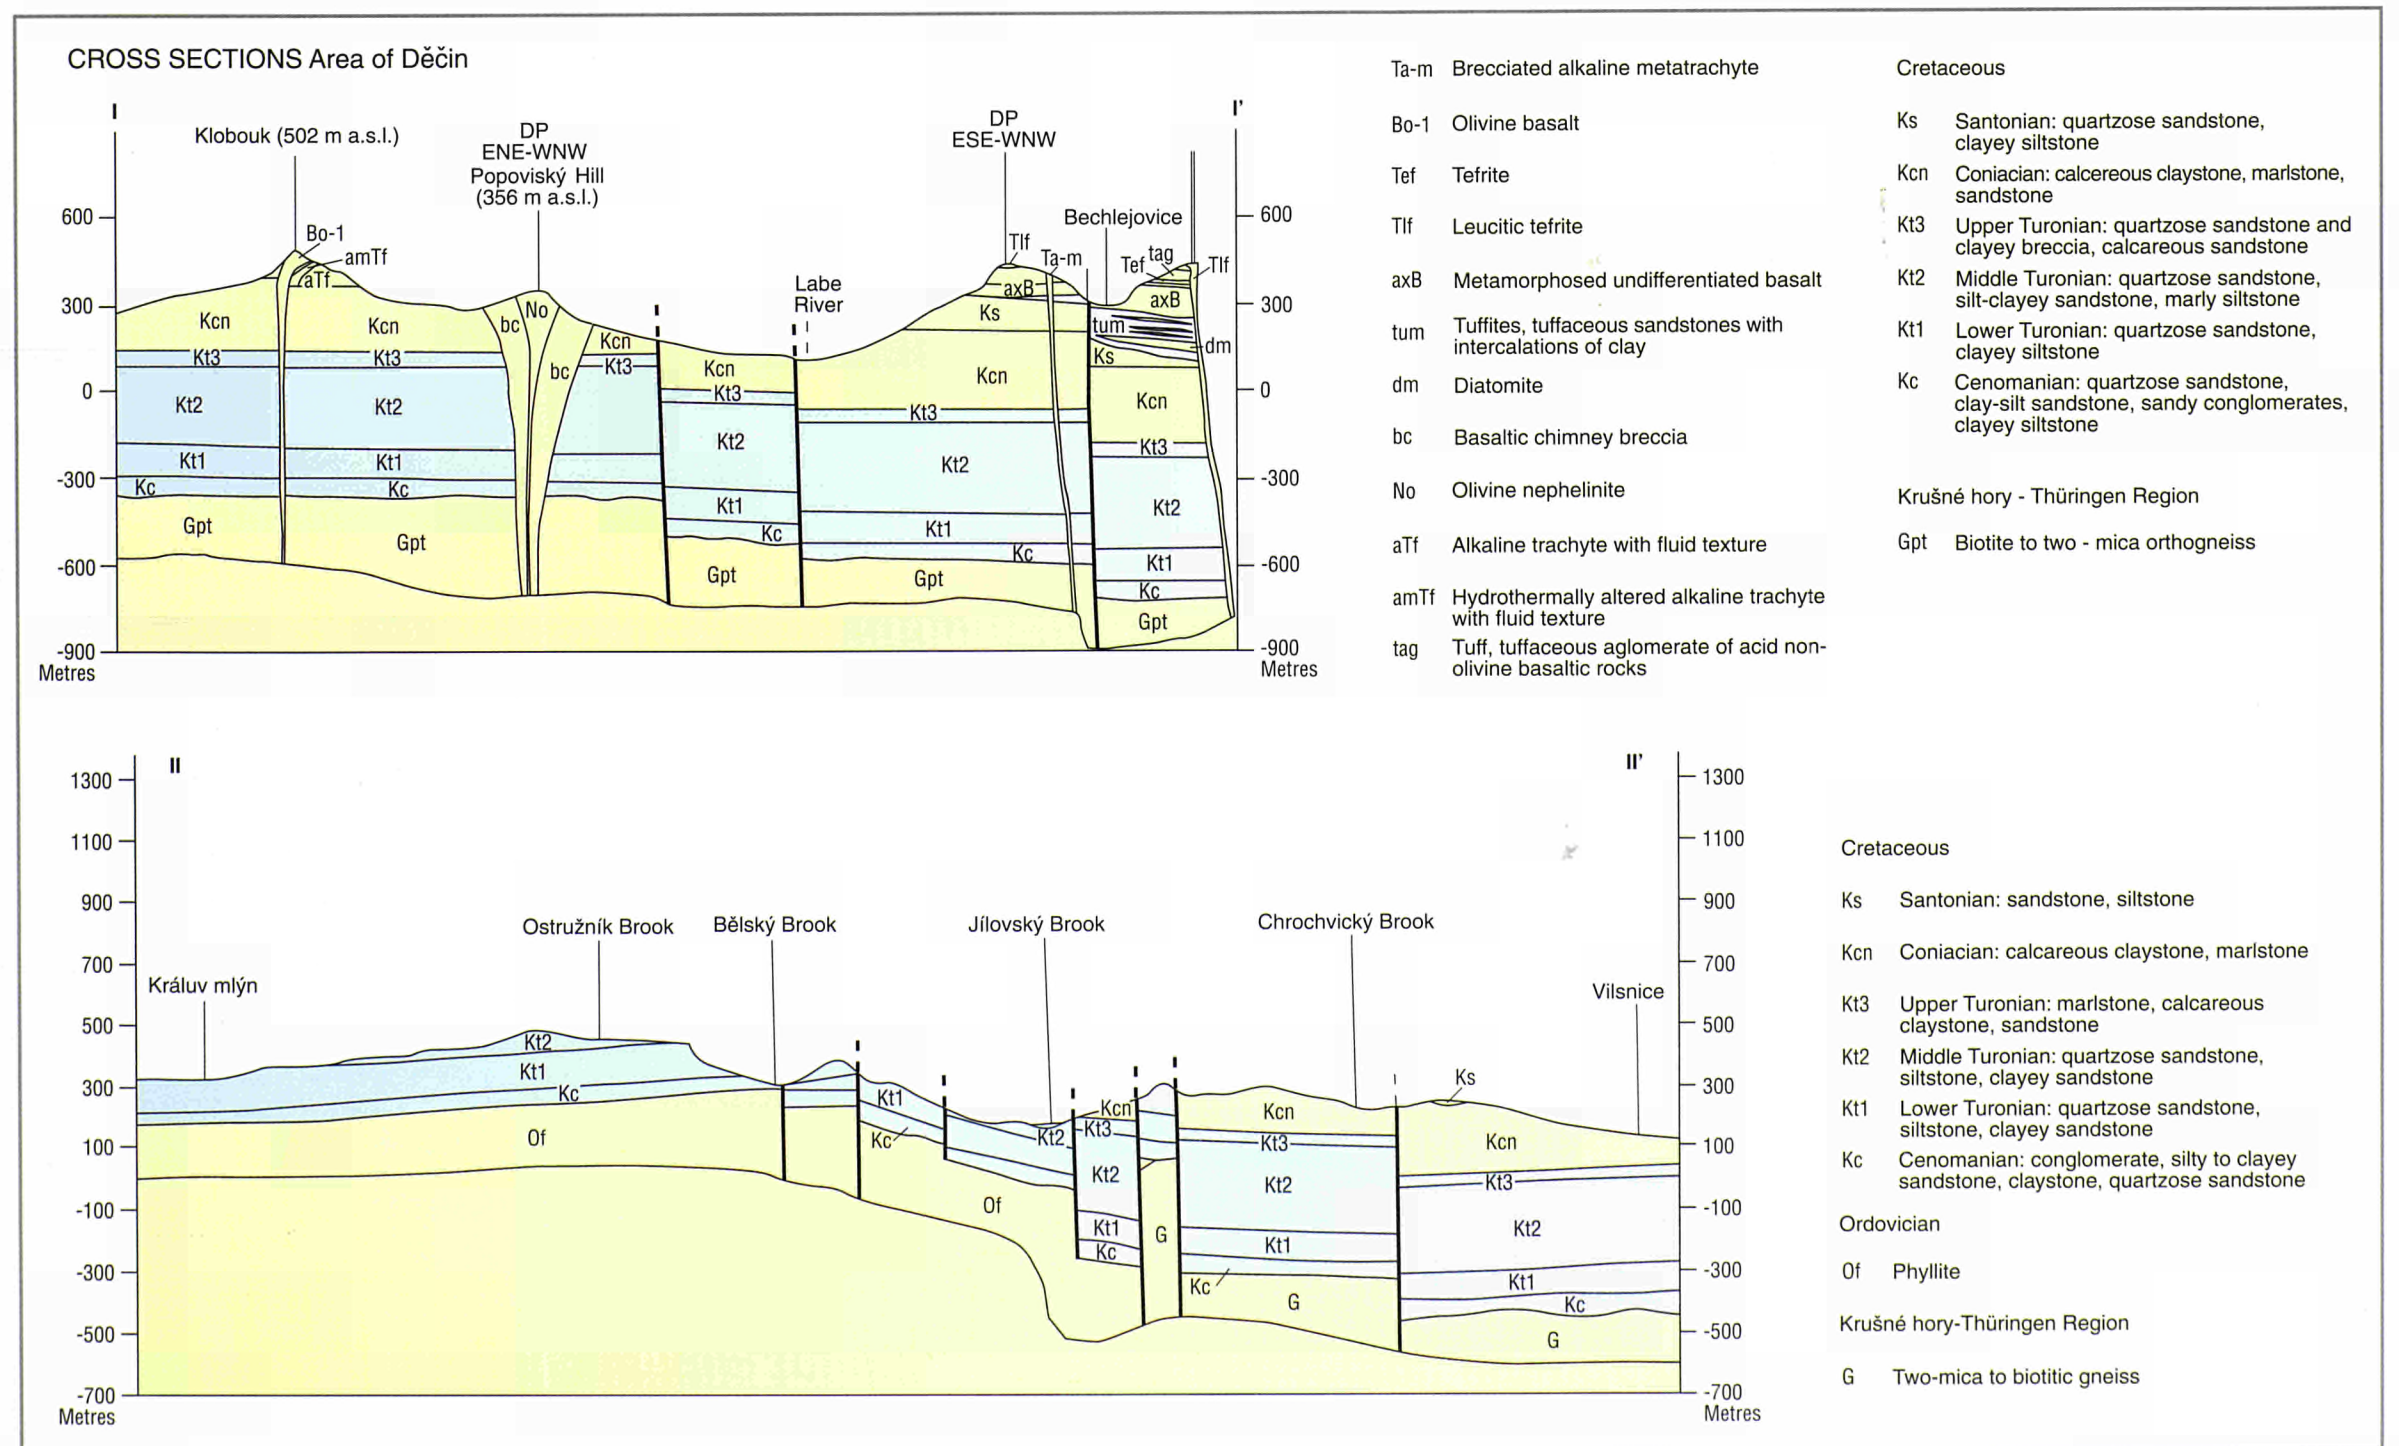 CROSS SECTIONS Area of Děčin
I
I'
Klobouk (502 m a.s.l.)
DP
ENE-WNW
Popoviský Hill
(356 m a.s.l.)
DP
ESE-WNW
Bechlejovice
Labe
River
Bo-1
amTf
aTf
No
bc
bc
Tlf
Ta-m
axB
Ks
Tef
tag
Tlf
axB
tum
dm
Ks
600
300
0
-300
-600
-900
Metres
600
300
0
-300
-600
-900
Metres
Kcn
Kcn
Kcn
Kcn
Kcn
Kcn
Kt3
Kt3
Kt3
Kt3
Kt3
Kt3
Kt2
Kt2
Kt2
Kt2
Kt2
Kt1
Kt1
Kt1
Kt1
Kt1
Kc
Kc
Kc
Kc
Kc
Gpt
Gpt
Gpt
Gpt
Gpt
Ta-m Brecciated alkaline metatrachyte
Bo-1 Olivine basalt
Tef Tefrite
Tlf Leucitic tefrite
axB Metamorphosed undifferentiated basalt
tum Tuffites, tuffaceous sandstones with
intercalations of clay
dm Diatomite
bc Basaltic chimney breccia
No Olivine nephelinite
aTf Alkaline trachyte with fluid texture
amTf Hydrothermally altered alkaline trachyte
with fluid texture
tag Tuff, tuffaceous aglomerate of acid non-
olivine basaltic rocks
Cretaceous
Ks Santonian: quartzose sandstone,
clayey siltstone
Kcn Coniacian: calcereous claystone, marlstone,
sandstone
Kt3 Upper Turonian: quartzose sandstone and
clayey breccia, calcareous sandstone
Kt2 Middle Turonian: quartzose sandstone,
silt-clayey sandstone, marly siltstone
Kt1 Lower Turonian: quartzose sandstone,
clayey siltstone
Kc Cenomanian: quartzose sandstone,
clay-silt sandstone, sandy conglomerates,
clayey siltstone
Krušné hory - Thüringen Region
Gpt Biotite to two - mica orthogneiss
II
II'
1300
1100
900
700
500
300
100
-100
-300
-500
-700
Metres
1300
1100
900
700
500
300
100
-100
-300
-500
-700
Metres
Králuv mlýn
Ostružník Brook
Bělský Brook
Jílovský Brook
Chrochvický Brook
Vilsnice
Kt2
Kt1
Kc
Of
Kt1
Kc
Kt2
Of
Kcn
Kt3
Kt2
Kt1
Kc
G
Kcn
Kt3
Kt2
Kt1
Kc
G
Ks
Kcn
Kt3
Kt2
Kt1
Kc
G
Cretaceous
Ks Santonian: sandstone, siltstone
Kcn Coniacian: calcareous claystone, marlstone
Kt3 Upper Turonian: marlstone, calcareous
claystone, sandstone
Kt2 Middle Turonian: quartzose sandstone,
siltstone, clayey sandstone
Kt1 Lower Turonian: quartzose sandstone,
siltstone, clayey sandstone
Kc Cenomanian: conglomerate, silty to clayey
sandstone, claystone, quartzose sandstone
Ordovician
Of Phyllite
Krušné hory-Thüringen Region
G Two-mica to biotitic gneiss